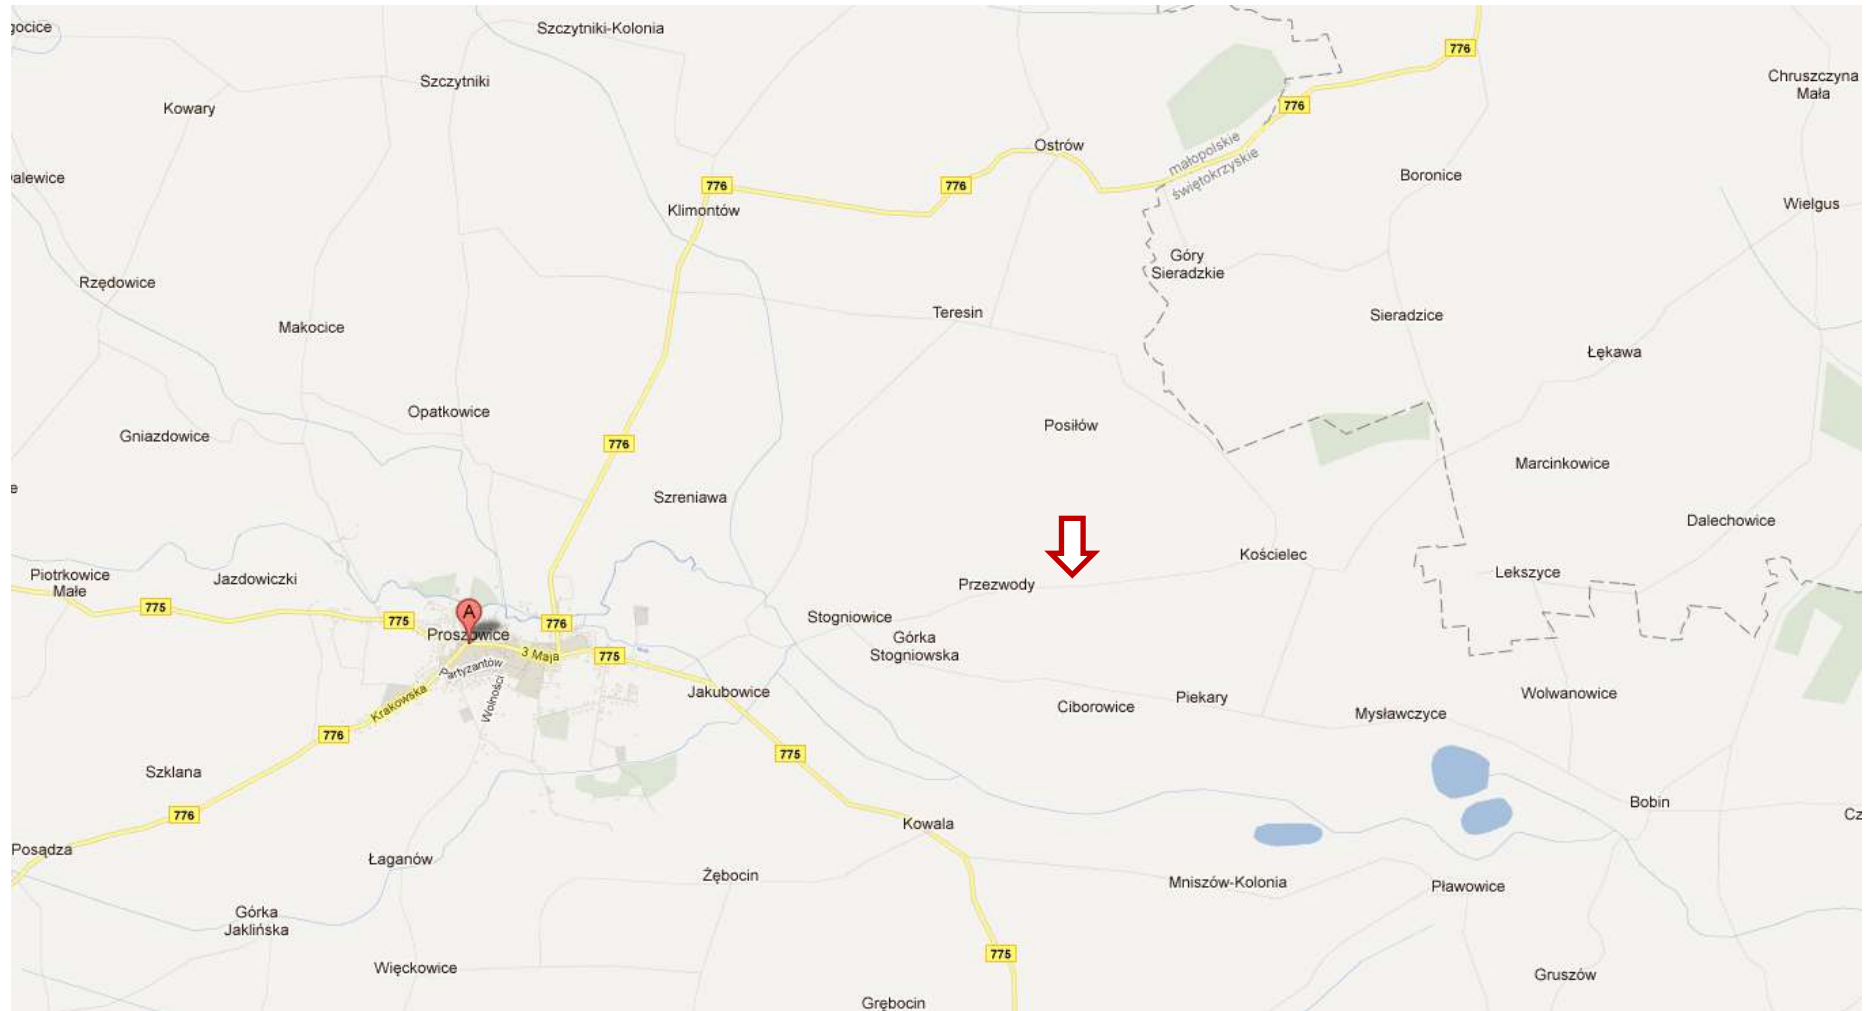 gocice
Szczytniki-Kolonia
776
Szczytniki
Chruszczyna
Mała
Kowary
776
Ostrów
małopolskie
świętokrzyskie
alewice
776
776
Boronice
Klimontów
Wielgus
Góry
Sieradzkie
Rzędowice
Teresin
Sieradzice
Makocice
Łękawa
Opatkowice
Posiłów
Gniazdowice
776
Marcinkowice
e
Szreniawa
Dalechowice
Kościelec
Piotrkowice
Małe
Jazdowiczki
Przezwody
Lekszyce
775
A
775
776
Stogniowice
Proszowice
Górka
Stogniowska
3 Maja
775
Partyzantów
Krakowska
Wolności
Jakubowice
Ciborowice
Piekary
Mysławczyce
Wolwanowice
776
775
Szklana
776
Bobin
Cz
Kowala
Posądza
Łaganów
Żębocin
Mniszów-Kolonia
Pławowice
Górka
Jaklińska
775
Więckowice
Gruszów
Grębocin